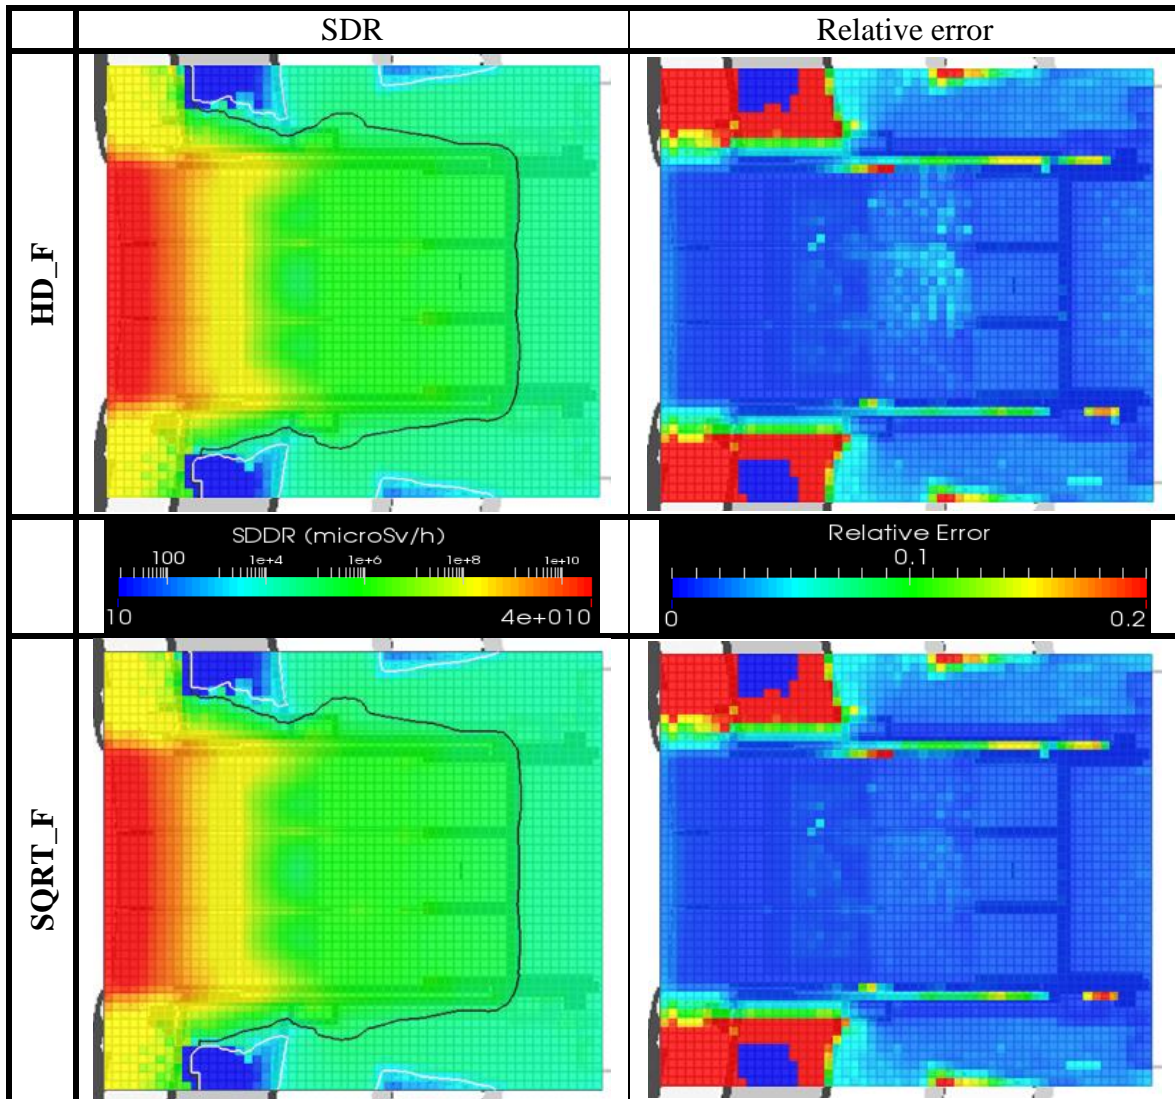 SDR
Relative error
HD_F
SDDR (microSv/h)
100 1e+4 1e+6 1e+8 1e+10
10 4e+010
Relative Error
0.1
0 0.2
SQRT_F